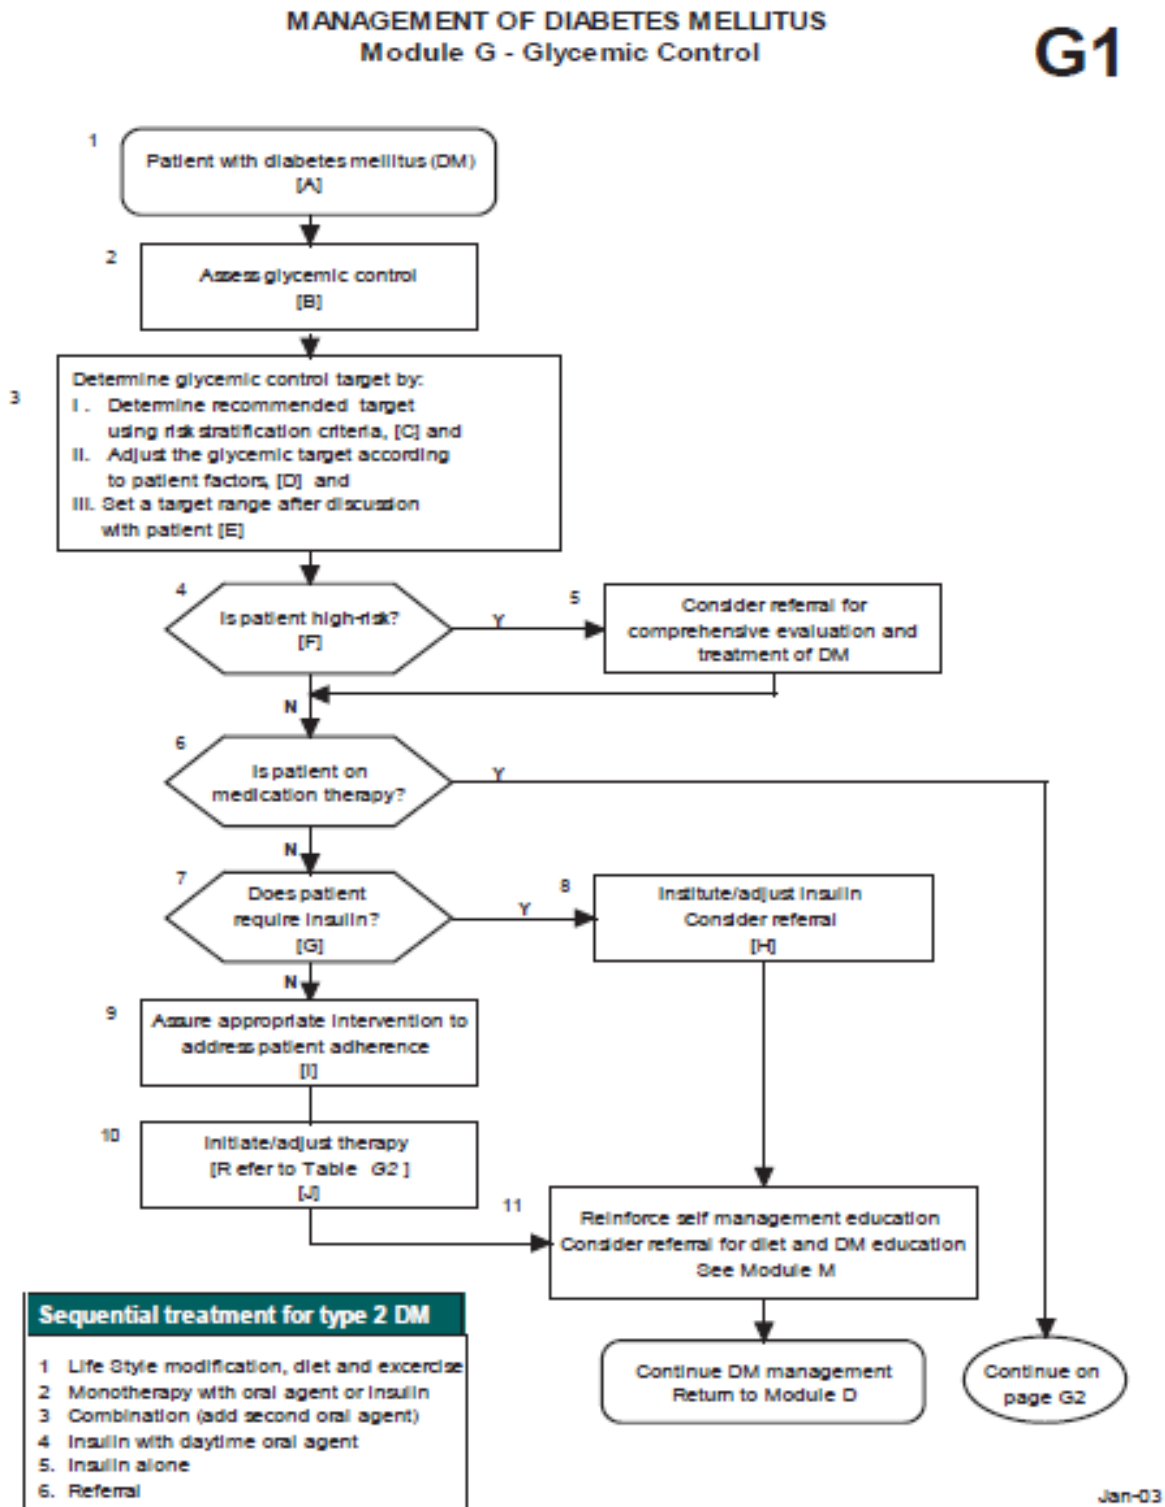 MANAGEMENT OF DIABETES MELLITUS
Module G - Glycemic Control
G1
1
Patient with diabetes mellitus (DM)
[A]
2
Assess glycemic control
[B]
3
Determine glycemic control target by:
I. Determine recommended target
using risk stratification criteria, [C] and
II. Adjust the glycemic target according
to patient factors, [D] and
III. Set a target range after discussion
with patient [E]
4
Is patient high-risk?
[F]
Y
5
Consider referral for
comprehensive evaluation and
treatment of DM
N
6
Is patient on
medication therapy?
Y
N
7
Does patient
require insulin?
[G]
Y
8
Institute/adjust insulin
Consider referral
[H]
N
9
Assure appropriate intervention to
address patient adherence
[I]
10
Initiate/adjust therapy
[Refer to Table G2]
[J]
11
Reinforce self management education
Consider referral for diet and DM education
See Module M
Continue DM management
Return to Module D
Continue on
page G2
Sequential treatment for type 2 DM
1 Life Style modification, diet and excercise
2 Monotherapy with oral agent or insulin
3 Combination (add second oral agent)
4 Insulin with daytime oral agent
5. Insulin alone
6. Referral
Jan-03